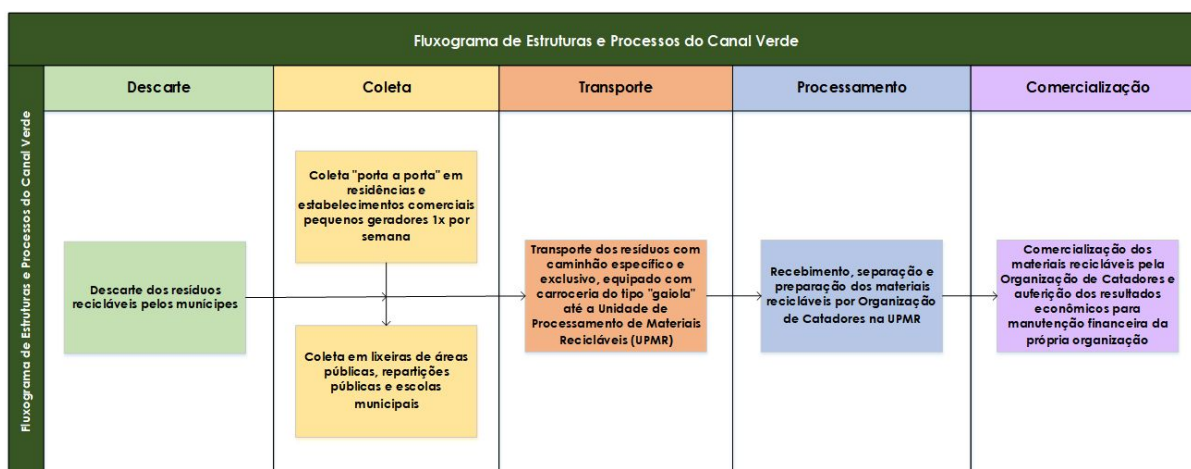 Fluxograma de Estruturas e Processos do Canal Verde
Fluxograma de Estruturas e Processos do Canal Verde
Descarte
Coleta
Transporte
Processamento
Comercialização
Descarte dos resíduos
recicláveis pelos munícipes
Coleta "porta a porta" em
residências e
estabelecimentos comerciais
pequenos geradores 1x por
semana
Coleta em lixeiras de áreas
públicas, repartições
públicas e escolas
municipais
Transporte dos resíduos com
caminhão específico e
exclusivo, equipado com
carroceria do tipo "gaiola"
até a Unidade de
Processamento de Materiais
Recicláveis (UPMR)
Recebimento, separação e
preparação dos materiais
recicláveis por Organização
de Catadores na UPMR
Comercialização dos
materiais recicláveis pela
Organização de Catadores e
auferição dos resultados
econômicos para
manutenção financeira da
própria organização